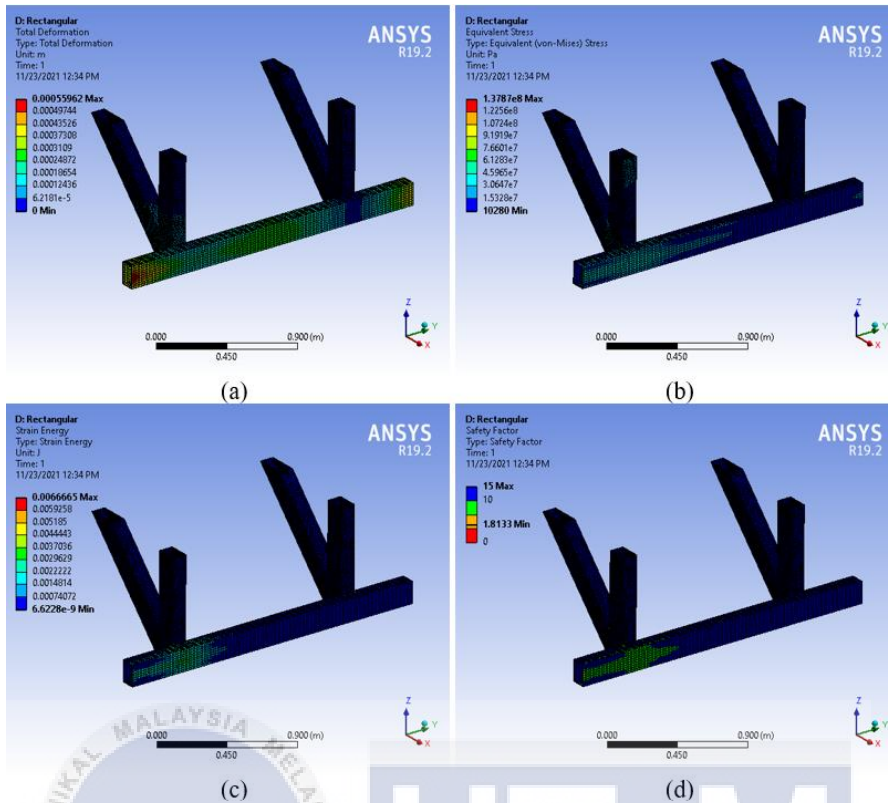 D: Rectangular
Total Deformation
Type: Total Deformation
Unit: m
Time: 1
11/23/2021 12:34 PM
0.00055962 Max
0.00049744
0.00043526
0.00037308
0.0003109
0.00024872
0.00018654
0.00012436
6.2181e-5
0 Min
ANSYS
R19.2
0.000
0.900 (m)
0.450
Z
Y
X
(a)
D: Rectangular
Equivalent Stress
Type: Equivalent (von-Mises) Stress
Unit: Pa
Time: 1
11/23/2021 12:34 PM
1.3787e8 Max
1.2256e8
1.0724e8
9.1919e7
7.6601e7
6.1283e7
4.5965e7
3.0647e7
1.5328e7
10280 Min
ANSYS
R19.2
0.000
0.900 (m)
0.450
Z
Y
X
(b)
D: Rectangular
Strain Energy
Type: Strain Energy
Unit: J
Time: 1
11/23/2021 12:34 PM
0.0066665 Max
0.0059258
0.005185
0.0044443
0.0037036
0.0029629
0.0022222
0.0014814
0.00074072
6.6228e-9 Min
ANSYS
R19.2
0.000
0.900 (m)
0.450
Z
Y
X
(c)
D: Rectangular
Safety Factor
Type: Safety Factor
Time: 1
11/23/2021 12:34 PM
15 Max
10
1.8133 Min
0
ANSYS
R19.2
0.000
0.900 (m)
0.450
Z
Y
X
(d)
MALAYSIA